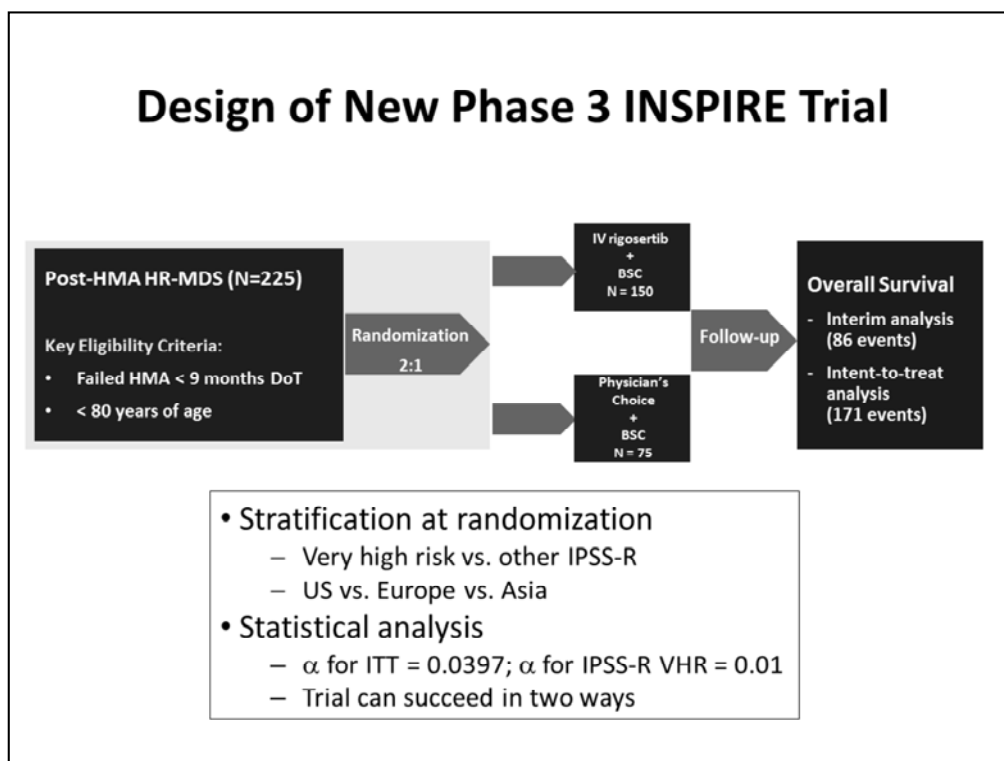 Design of New Phase 3 INSPIRE Trial
Post-HMA HR-MDS (N=225)
Key Eligibility Criteria:
• Failed HMA < 9 months DoT
• < 80 years of age
Randomization
2:1
IV rigosertib
+
BSC
N = 150
Physician's
Choice
+
BSC
N = 75
Follow-up
Overall Survival
- Interim analysis
(86 events)
- Intent-to-treat
analysis
(171 events)
• Stratification at randomization
– Very high risk vs. other IPSS-R
– US vs. Europe vs. Asia
• Statistical analysis
– α for ITT = 0.0397; α for IPSS-R VHR = 0.01
– Trial can succeed in two ways